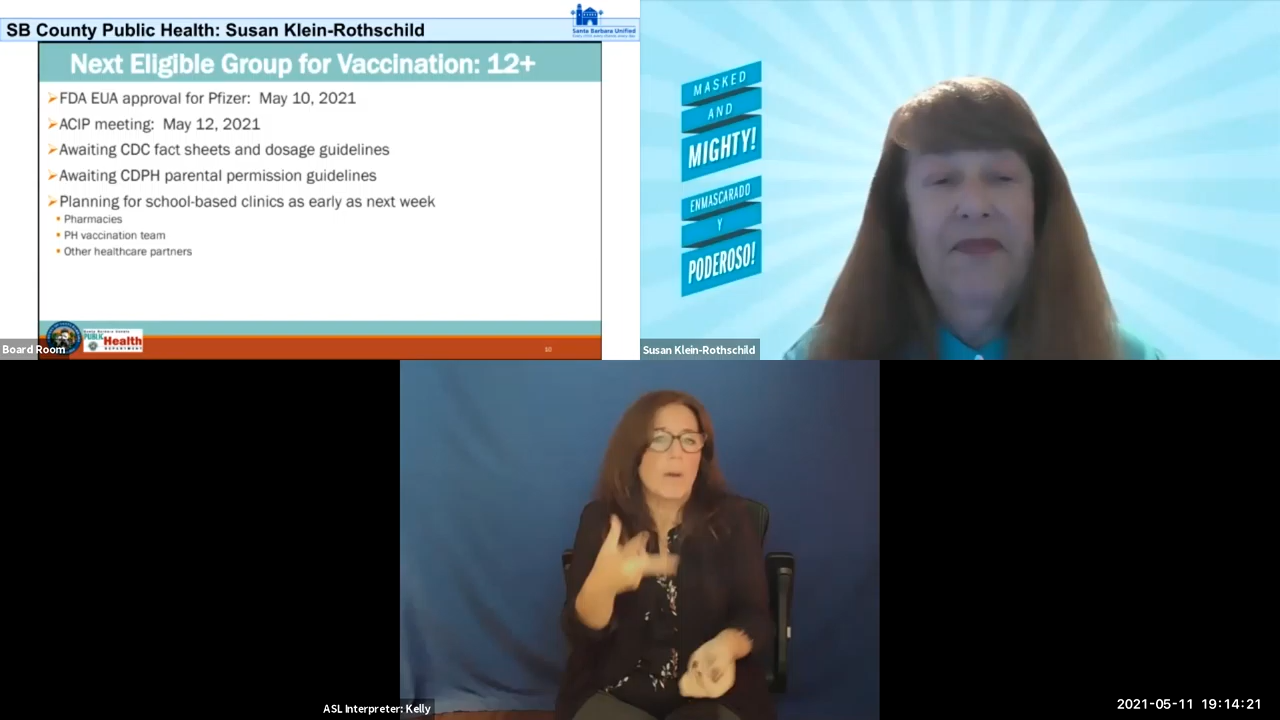 SB County Public Health: Susan Klein-Rothschild
Santa Barbara Unified
Next Eligible Group for Vaccination: 12+
FDA EUA approval for Pfizer: May 10, 2021
ACIP meeting: May 12, 2021
Awaiting CDC fact sheets and dosage guidelines
Awaiting CDPH parental permission guidelines
Planning for school-based clinics as early as next week
Pharmacies
PH vaccination team
Other healthcare partners
Santa Barbara County
PUBLIC
Health
DEPARTMENT
10
Board Room
MASKED
AND
MIGHTY!
ENMASCARADO
Y
PODEROSO!
Susan Klein-Rothschild
ASL Interpreter: Kelly
2021-05-11 19:14:21